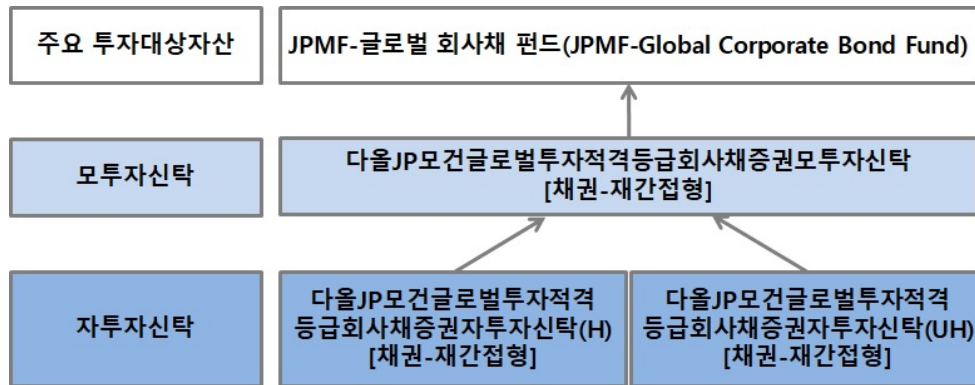 주요 투자대상자산
JPMF-글로벌 회사채 펀드(JPMF-Global Corporate Bond Fund)
모투자신탁
다올JP모건글로벌투자적격등급회사채증권모투자신탁
[채권-재간접형]
자투자신탁
다올JP모건글로벌투자적격
등급회사채증권자투자신탁(H)
[채권-재간접형]
다올JP모건글로벌투자적격
등급회사채증권자투자신탁(UH)
[채권-재간접형]